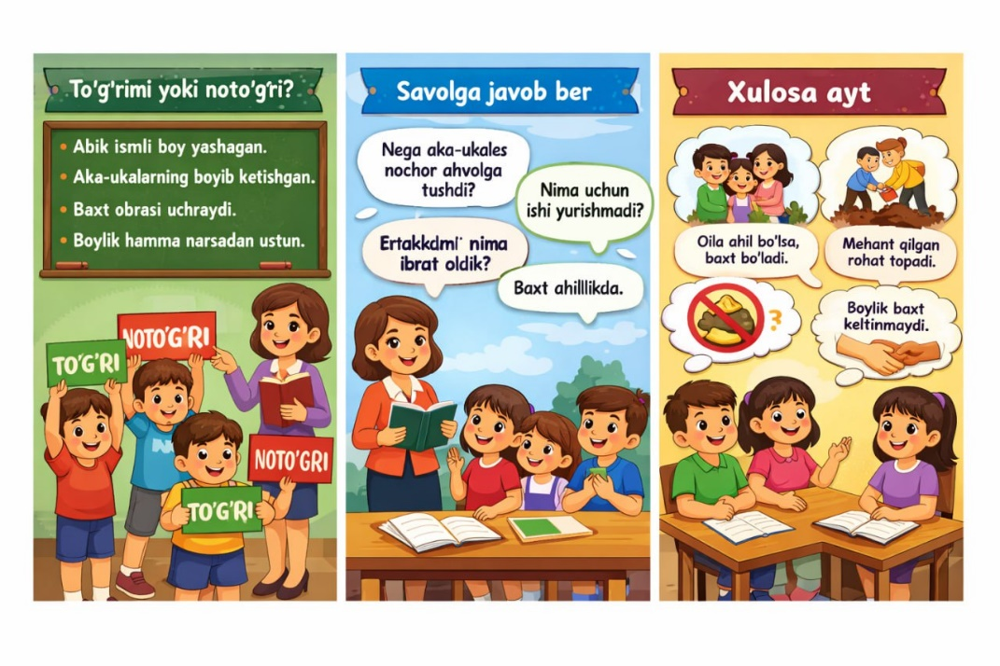 To'g'rimi yoki noto'g'ri?
• Abik ismli boy yashagan.
• Aka-ukalarning boyib ketishgan.
• Baxt obrasi uchraydi.
• Boylik hamma narsadan ustun.
NOTO'G'RI
TO'G'RI
NOTO'GRI
TO'G'RI
Savolga javob ber
Nega aka-ukales
nochor ahvolga
tushdi?
Nima uchun
ishi yurishmadi?
Ertakkdmi' nima
ibrat oldik?
Baxt ahilllikda.
Xulosa ayt
Oila ahil bo'lsa,
baxt bo'ladi.
Mehant qilgan
rohat topadi.
?
Boylik baxt
keltinmaydi.